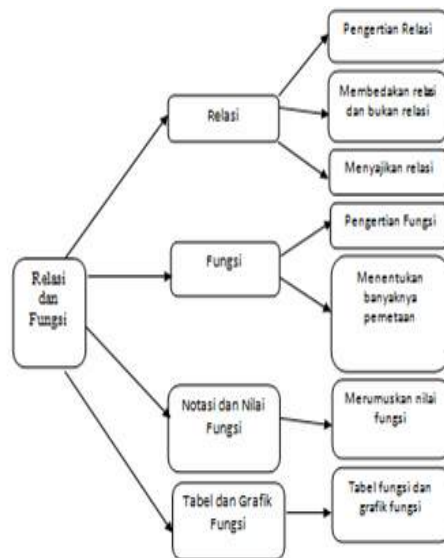 Relasi
dan
Fungsi
Relasi
Pengertian Relasi
Membedakan relasi
dan bukan relasi
Menyajikan relasi
Fungsi
Pengertian Fungsi
Menentukan
banyaknya
pemetaan
Notasi dan Nilai
Fungsi
Merumuskan nilai
fungsi
Tabel dan Grafik
Fungsi
Tabel fungsi dan
grafik fungsi